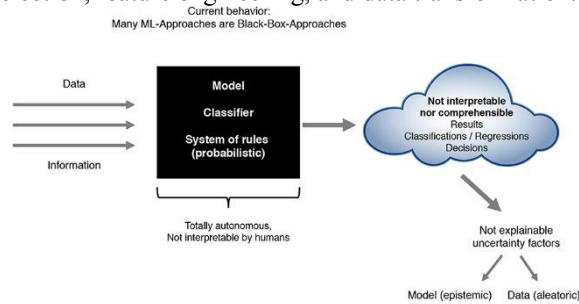 Current behavior:
Many ML-Approaches are Black-Box-Approaches
Data
Information
Model
Classifier
System of rules
(probabilistic)
Totally autonomous,
Not interpretable by humans
Not interpretable
nor comprehensible
Results
Classifications / Regressions
Decisions
Not explainable
uncertainty factors
Model (epistemic)
Data (aleatoric)